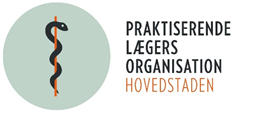 PRAKTISERENDE
LÆGERS
ORGANISATION
HOVEDSTADEN